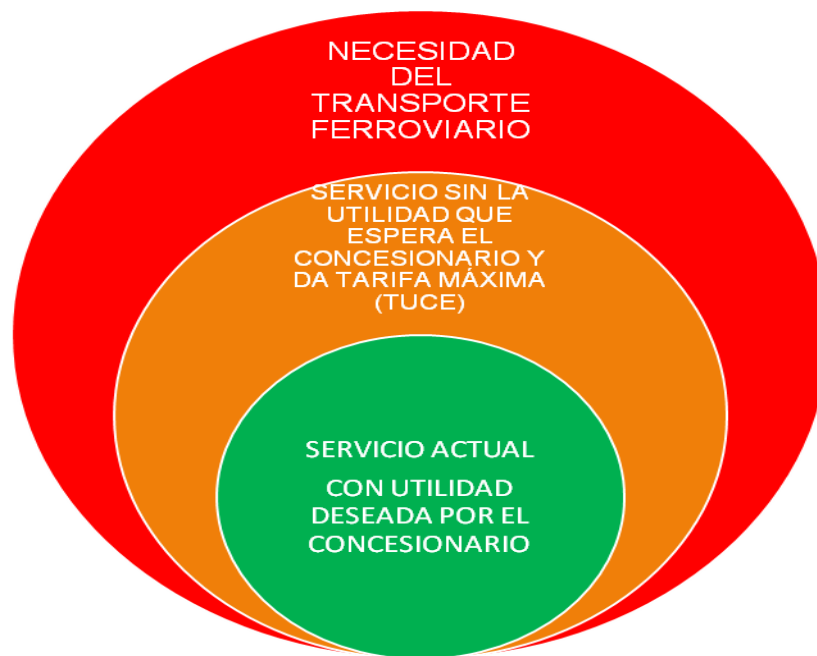 NECESIDAD
DEL
TRANSPORTE
FERROVIARIO
SERVICIO SIN LA
UTILIDAD QUE
ESPERA EL
CONCESIONARIO Y
DA TARIFA MÁXIMA
(TUCE)
SERVICIO ACTUAL
CON UTILIDAD
DESEADA POR EL
CONCESIONARIO